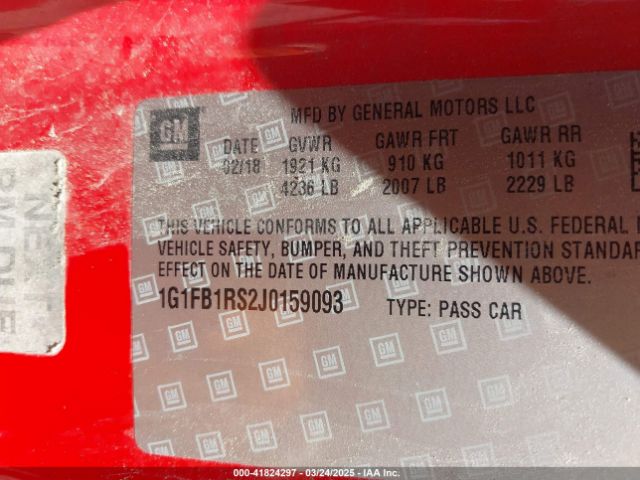 GM
MFD BY GENERAL MOTORS LLC
DATE GVWR GAWR FRT GAWR RR
02/18 1921 KG 910 KG 1011 KG
4236 LB 2007 LB 2229 LB
THIS VEHICLE CONFORMS TO ALL APPLICABLE U.S. FEDERAL
VEHICLE SAFETY, BUMPER, AND THEFT PREVENTION STANDAR
EFFECT ON THE DATE OF MANUFACTURE SHOWN ABOVE.
1G1FB1RS2J0159093 TYPE: PASS CAR
000-41824297 - 03/24/2025 - IAA Inc.